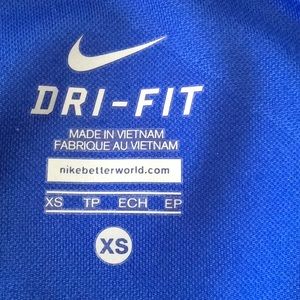 DRI-FIT
MADE IN VIETNAM
FABRIQUE AU VIETNAM
nikebetterworld.com
XS TP ECH EP
XS